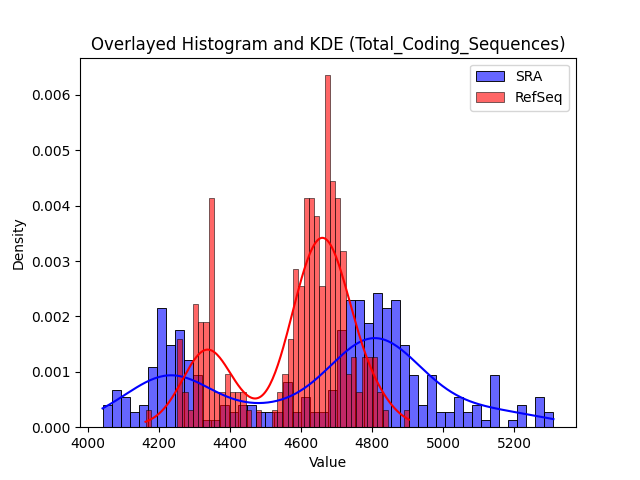 Overlayed Histogram and KDE (Total_Coding_Sequences)
SRA
RefSeq
0.006
0.005
0.004
0.003
0.002
0.001
0.000
Density
4000 4200 4400 4600 4800 5000 5200
Value